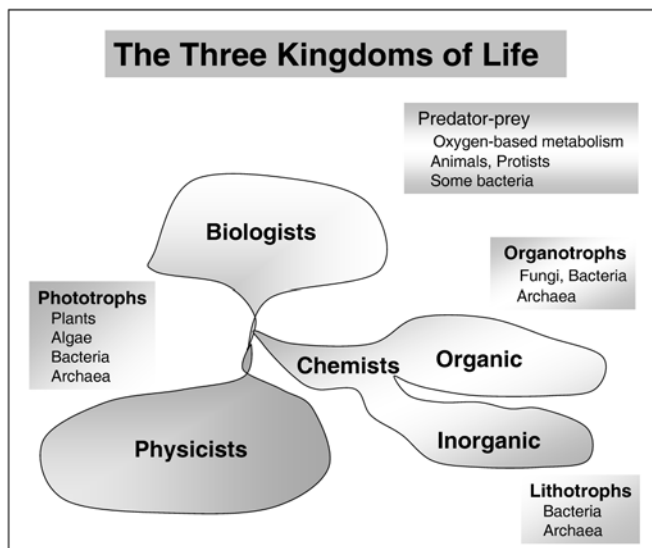 The Three Kingdoms of Life
Predator-prey
Oxygen-based metabolism
Animals, Protists
Some bacteria
Biologists
Organotrophs
Fungi, Bacteria
Archaea
Phototrophs
Plants
Algae
Bacteria
Archaea
Chemists
Organic
Physicists
Inorganic
Lithotrophs
Bacteria
Archaea